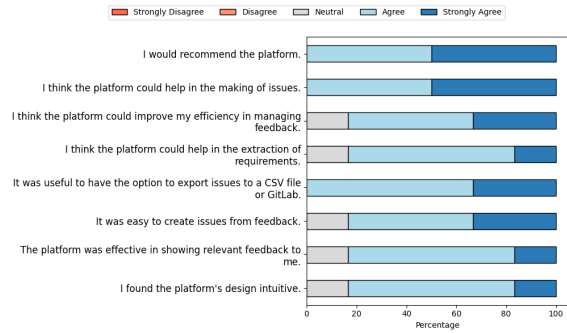 Strongly Disagree Disagree Neutral Agree Strongly Agree
I would recommend the platform.
I think the platform could help in the making of issues.
I think the platform could improve my efficiency in managing
feedback.
I think the platform could help in the extraction of
requirements.
It was useful to have the option to export issues to a CSV file
or GitLab.
It was easy to create issues from feedback.
The platform was effective in showing relevant feedback to
me.
I found the platform's design intuitive.
0 20 40 60 80 100
Percentage